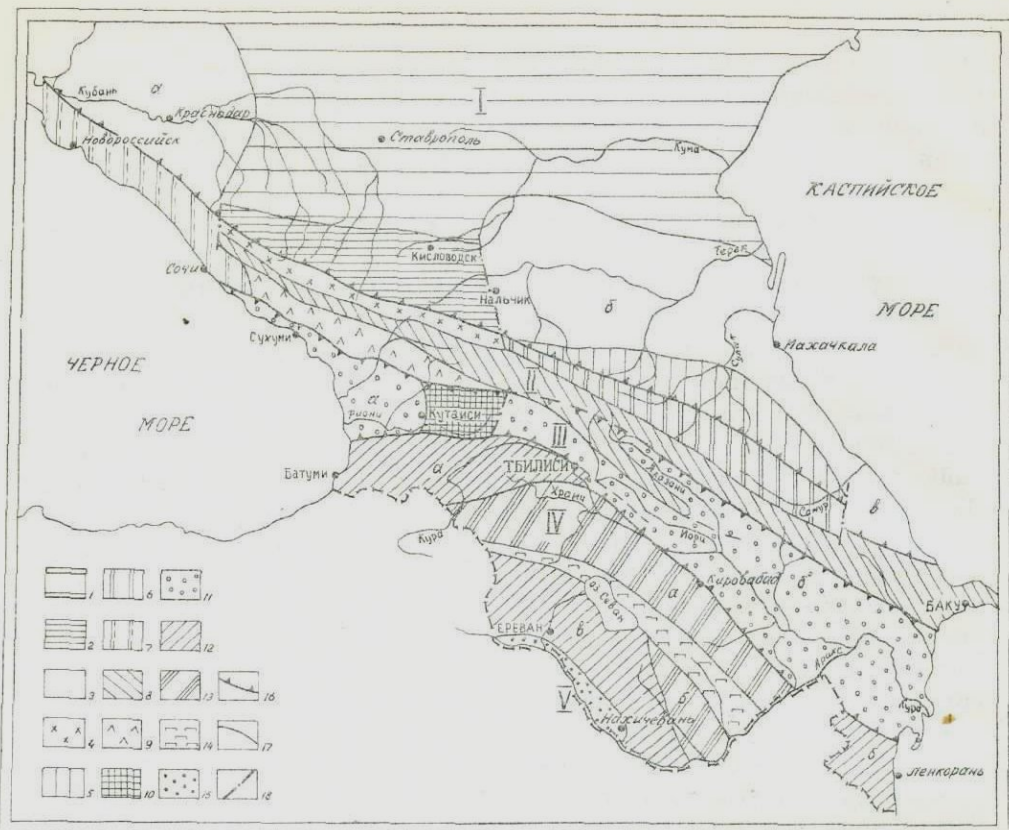 а
Кубань
Краснодар
Новороссийск
I
Ставрополь
Кума
КАСПИЙСКОЕ
МОРЕ
Терек
Кисловодск
Нальчик
б
Сочи
Сухуми
Сулак
Махачкала
ЧЕРНОЕ
МОРЕ
II
а
Риони
Кутаиси
III
ТБИЛИСИ
Алазани
Батуми
а
Храми
Иори
Самур
в
IV
Кура
Кировабад
а
б
БАКУ
оз. Севан
ЕРЕВАН
в
Аракс
V
б
Нахичевань
Кура
б
Ленкорань
1
6
11
2
7
12
3
8
13
16
4
9
14
17
5
10
15
18